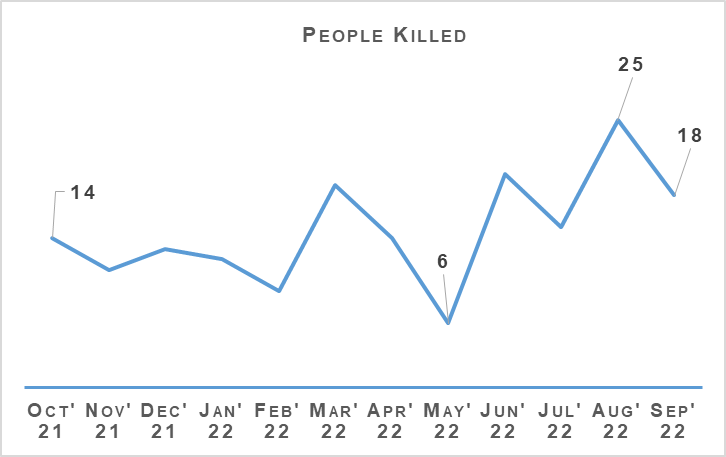 People Killed
25
18
14
6
Oct' Nov' Dec' Jan' Feb' Mar' Apr' May' Jun' Jul' Aug' Sep'
21 21 21 22 22 22 22 22 22 22 22 22